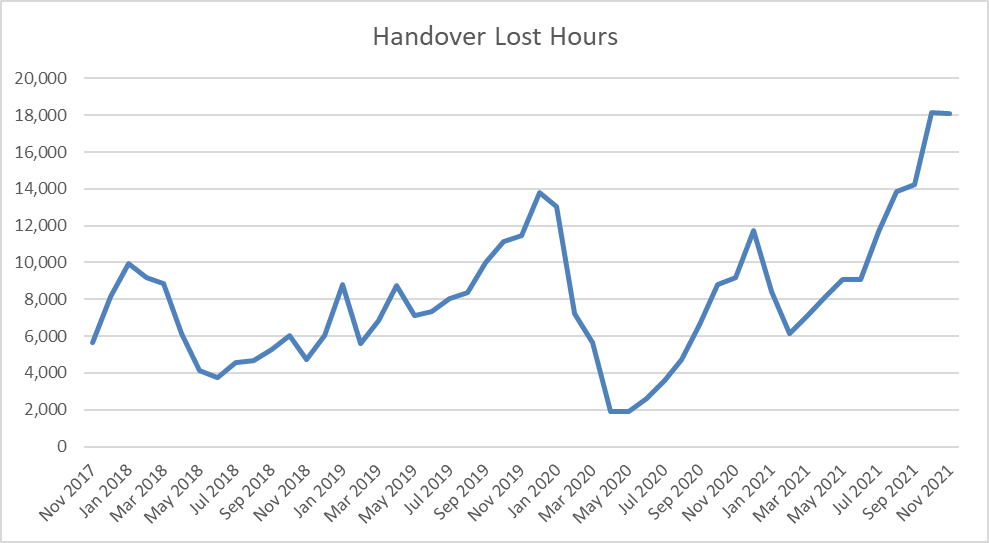 Handover Lost Hours
20,000
18,000
16,000
14,000
12,000
10,000
8,000
6,000
4,000
2,000
0
Nov 2017
Jan 2018
Mar 2018
May 2018
Jul 2018
Sep 2018
Nov 2018
Jan 2019
Mar 2019
May 2019
Jul 2019
Sep 2019
Nov 2019
Jan 2020
Mar 2020
May 2020
Jul 2020
Sep 2020
Nov 2020
Jan 2021
Mar 2021
May 2021
Jul 2021
Sep 2021
Nov 2021